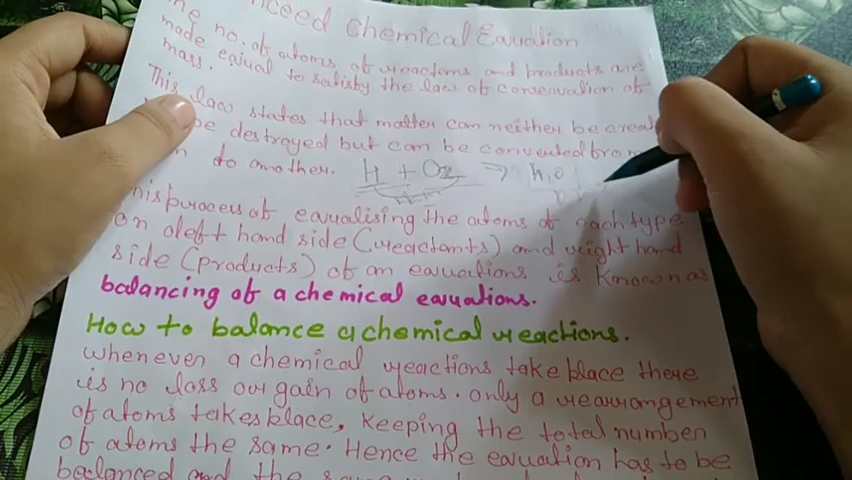 Chemical Equation
The no. of atoms of reactons and products are
made equal to satisfy the law of conservation of
mass.
This law states that matter can neither be creat
be destroyed but can be converted from
to another. H + O2 → h2O
his process of equalising the atoms of each type
on left hand side (reactants) and right hand
side (products) of an equations is known as
balancing of a chemical equations.
How to balance a chemical reactions.
Whenever a chemical reactions take place there
is no loss or gain of atoms. only a rearrangement
of atoms takes place, keeping the total number
of atoms the same. Hence the equation has to be
balanced and the